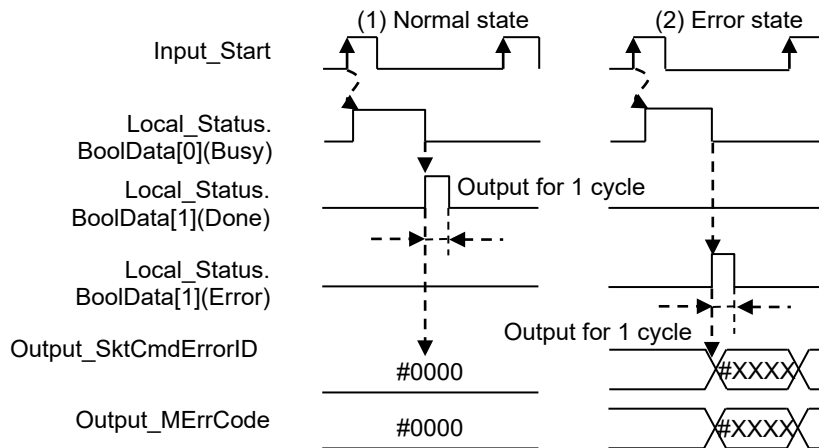 (1) Normal state
(2) Error state
Input_Start
Local_Status.
BoolData[0](Busy)
Local_Status.
BoolData[1](Done)
Output for 1 cycle
Local_Status.
BoolData[1](Error)
Output for 1 cycle
Output_SktCmdErrorID
#0000
#XXXX
Output_MErrCode
#0000
#XXXX